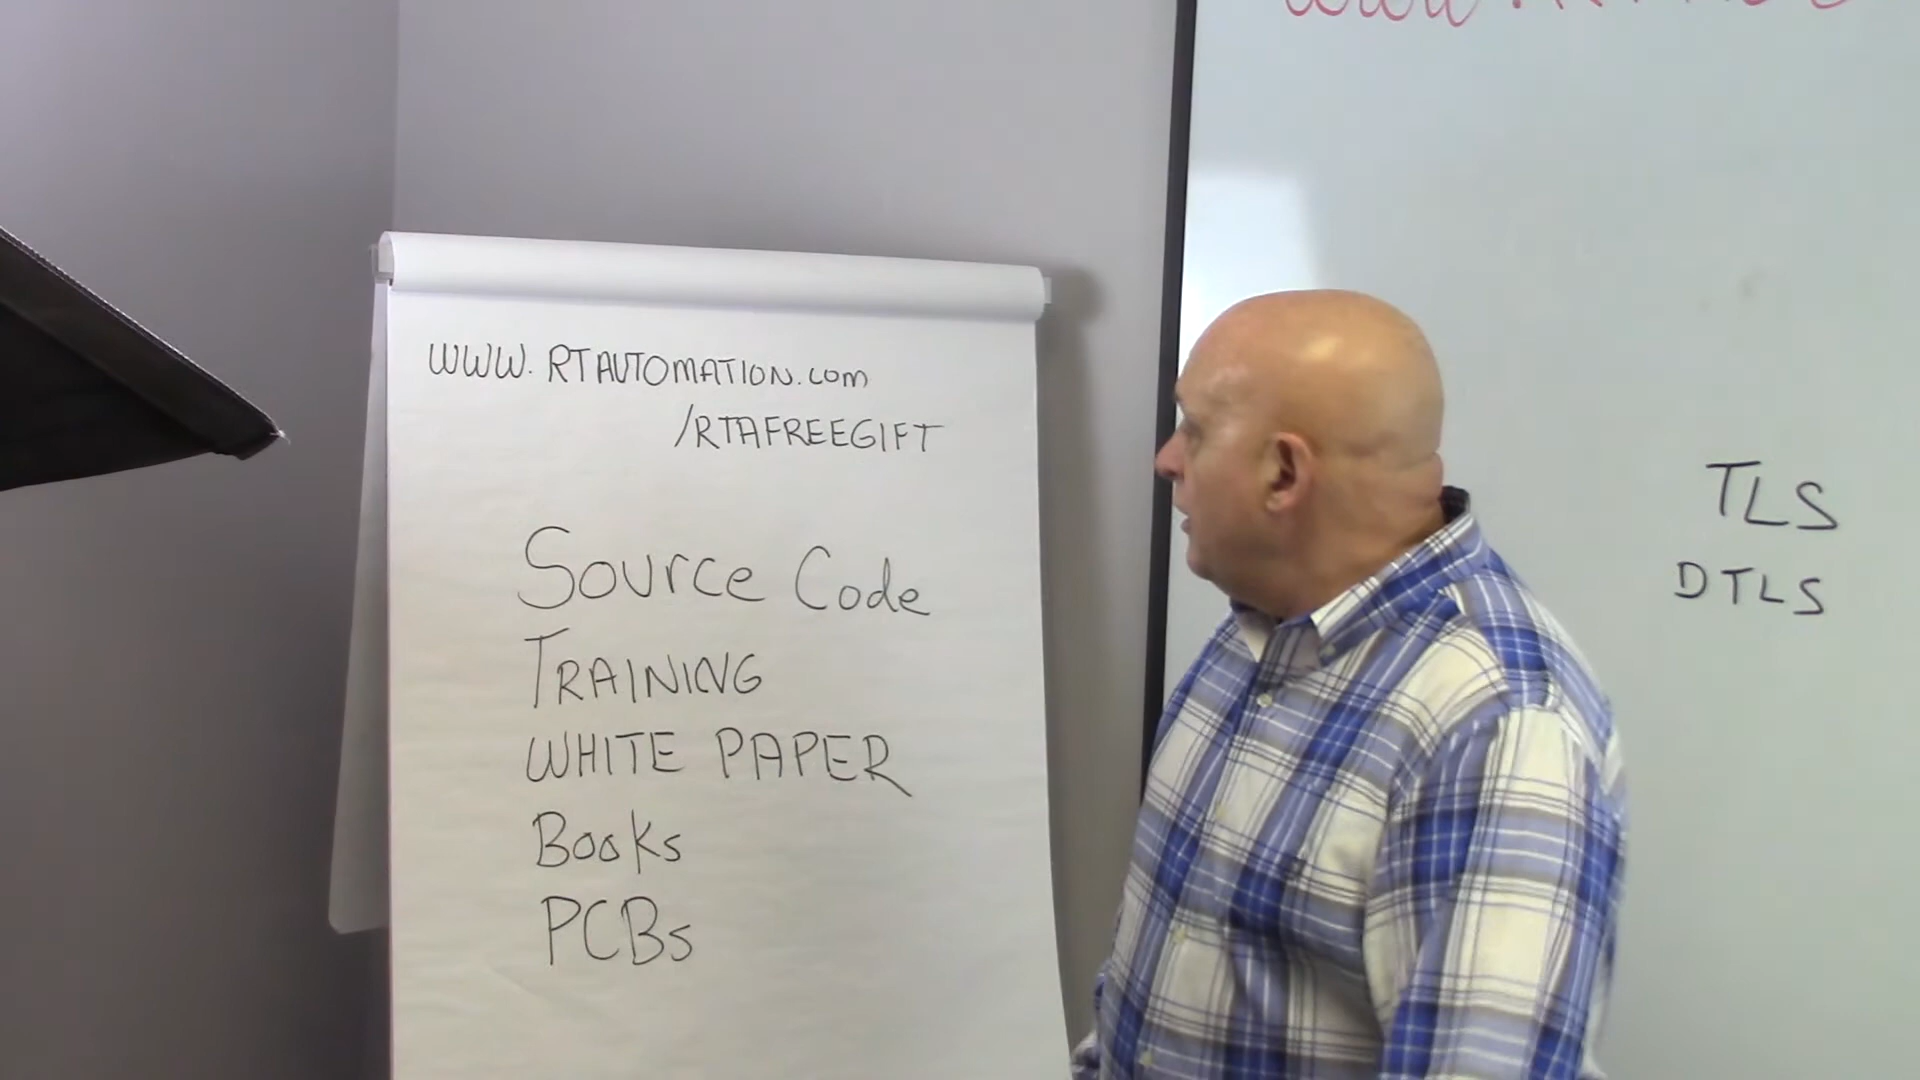 WWW.RTAUTOMATION.com
/RTAFREEGIFT
Source Code
TRAINING
WHITE PAPER
Books
PCBs
TLS
DTLS